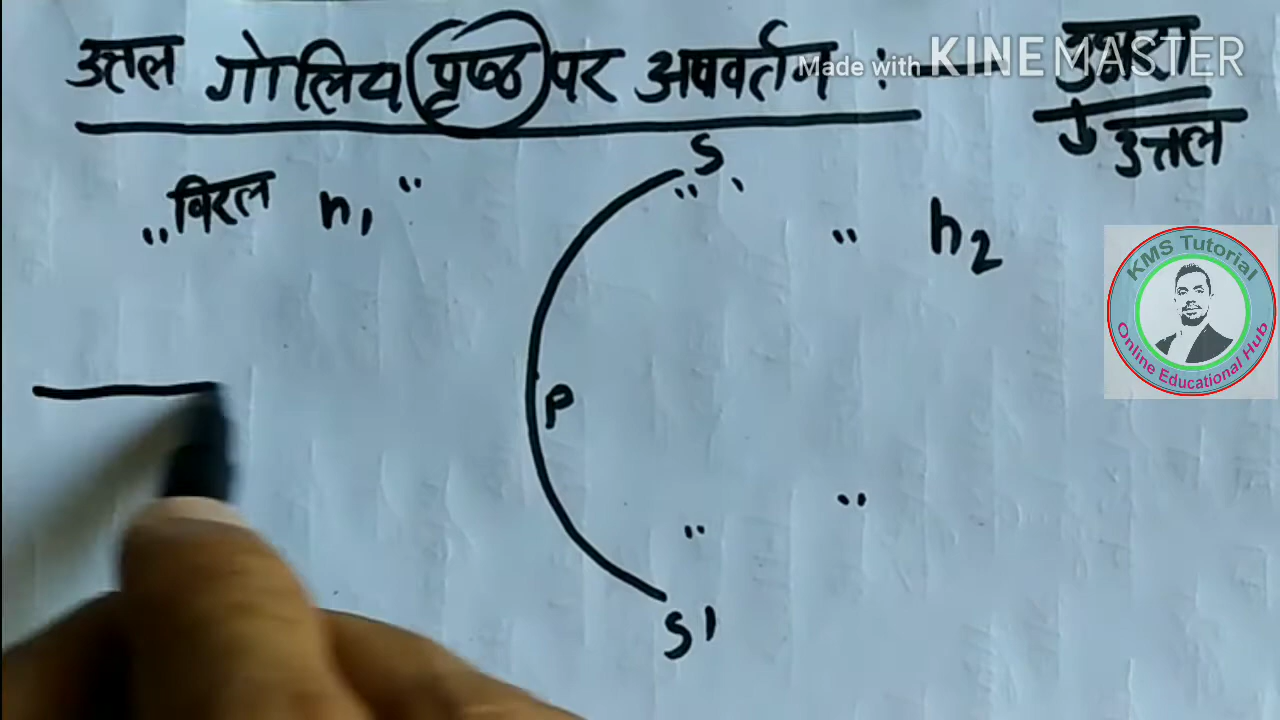 उत्तल गोलिय पृष्ठ पर अपवर्तन :—
Made with KINEMASTER
उत्तल
„ विरल n₁ "
S
" n₂
KMS Tutorial
Online Educational Hub
P
S'